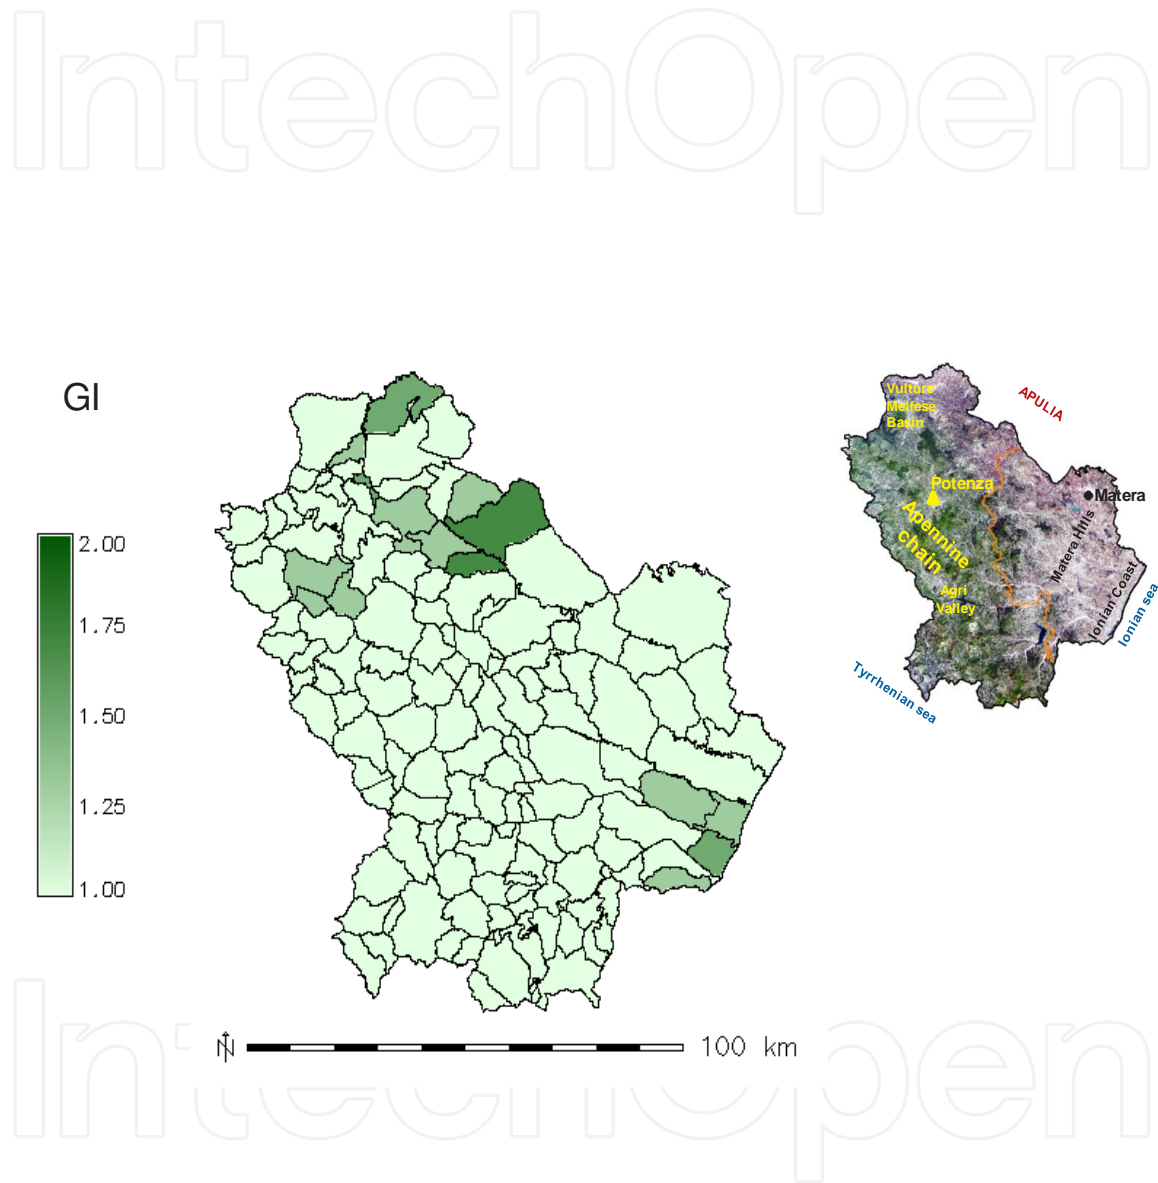 IntechOpen
GI
2.00
1.75
1.50
1.25
1.00
N
100 km
Vulture
Melfese
Basin
APULIA
Potenza
Matera
Apennine
chain
Matera Hills
Agri
Valley
Ionian Coast
Ionian sea
Tyrrhenian sea
IntechOpen